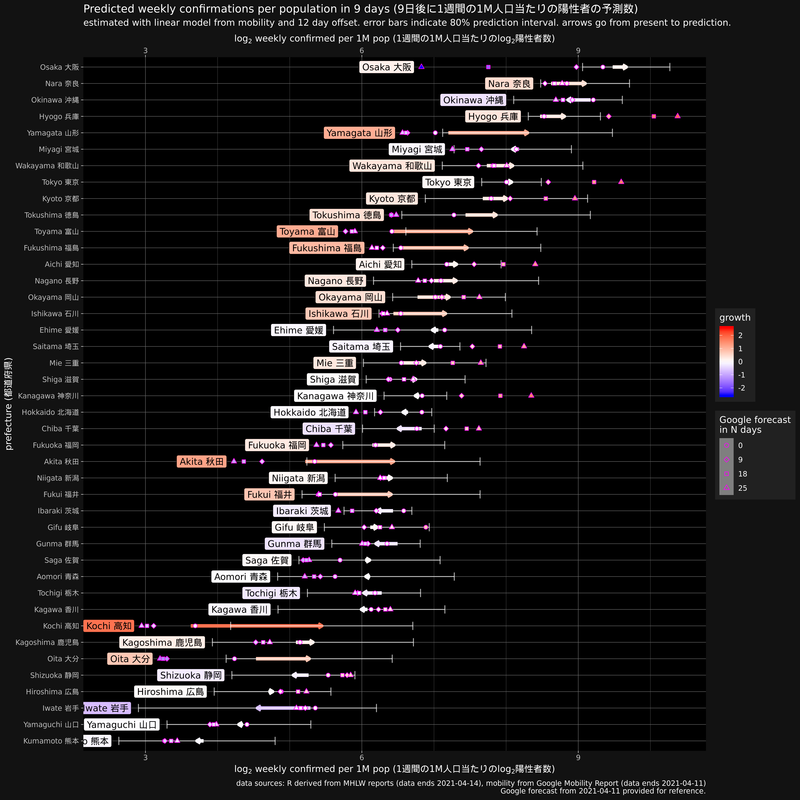 Predicted weekly confirmations per population in 9 days (9日後に1週間の1M人口当たりの陽性者の予測数)
estimated with linear model from mobility and 12 day offset. error bars indicate 80% prediction interval. arrows go from present to prediction.
log2 weekly confirmed per 1M pop (1週間の1M人口当たりのlog2陽性者数)
3 6 9
Osaka 大阪 Osaka 大阪
Nara 奈良 Nara 奈良
Okinawa 沖縄 Okinawa 沖縄
Hyogo 兵庫 Hyogo 兵庫
Yamagata 山形 Yamagata 山形
Miyagi 宮城 Miyagi 宮城
Wakayama 和歌山 Wakayama 和歌山
Tokyo 東京 Tokyo 東京
Kyoto 京都 Kyoto 京都
Tokushima 徳島 Tokushima 徳島
Toyama 富山 Toyama 富山
Fukushima 福島 Fukushima 福島
Aichi 愛知 Aichi 愛知
Nagano 長野 Nagano 長野
Okayama 岡山 Okayama 岡山
Ishikawa 石川 Ishikawa 石川
Ehime 愛媛 Ehime 愛媛
Saitama 埼玉 Saitama 埼玉
Mie 三重 Mie 三重
Shiga 滋賀 Shiga 滋賀
Kanagawa 神奈川 Kanagawa 神奈川
Hokkaido 北海道 Hokkaido 北海道
Chiba 千葉 Chiba 千葉
Fukuoka 福岡 Fukuoka 福岡
Akita 秋田 Akita 秋田
Niigata 新潟 Niigata 新潟
Fukui 福井 Fukui 福井
Ibaraki 茨城 Ibaraki 茨城
Gifu 岐阜 Gifu 岐阜
Gunma 群馬 Gunma 群馬
Saga 佐賀 Saga 佐賀
Aomori 青森 Aomori 青森
Tochigi 栃木 Tochigi 栃木
Kagawa 香川 Kagawa 香川
Kochi 高知 Kochi 高知
Kagoshima 鹿児島 Kagoshima 鹿児島
Oita 大分 Oita 大分
Shizuoka 静岡 Shizuoka 静岡
Hiroshima 広島 Hiroshima 広島
Iwate 岩手 Iwate 岩手
Yamaguchi 山口 Yamaguchi 山口
Kumamoto 熊本 o 熊本
3 6 9
log2 weekly confirmed per 1M pop (1週間の1M人口当たりのlog2陽性者数)
prefecture (都道府県)
growth
2
1
0
-1
-2
Google forecast
in N days
0
9
18
25
data sources: R derived from MHLW reports (data ends 2021-04-14), mobility from Google Mobility Report (data ends 2021-04-11)
Google forecast from 2021-04-11 provided for reference.